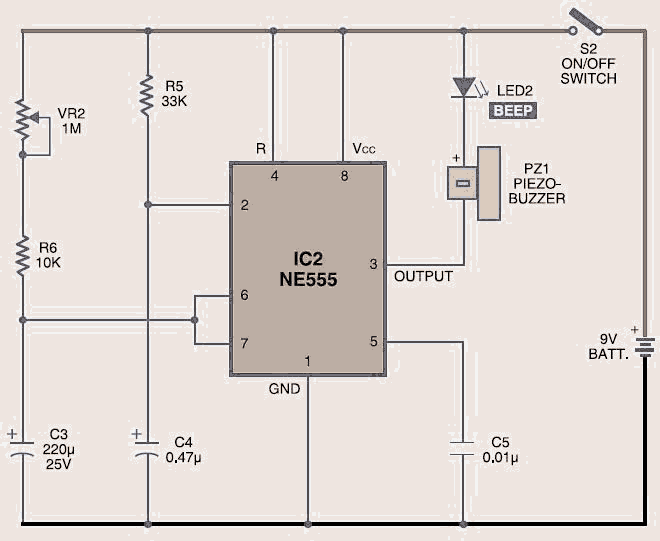 S2
ON/OFF
SWITCH
R5
33K
VR2
1M
LED2
BEEP
R
VCC
4
8
+
PZ1
PIEZO-
BUZZER
2
IC2
NE555
3
OUTPUT
R6
10K
6
7
5
1
GND
+
9V
BATT.
+
C3
220µ
25V
+
C4
0.47µ
C5
0.01µ